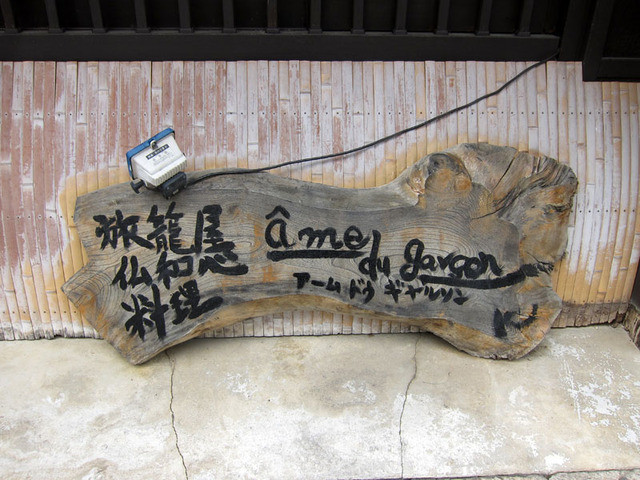 旅籠屋
仏和
料理
âme
du garçon
アーム ドゥ ギャルソン